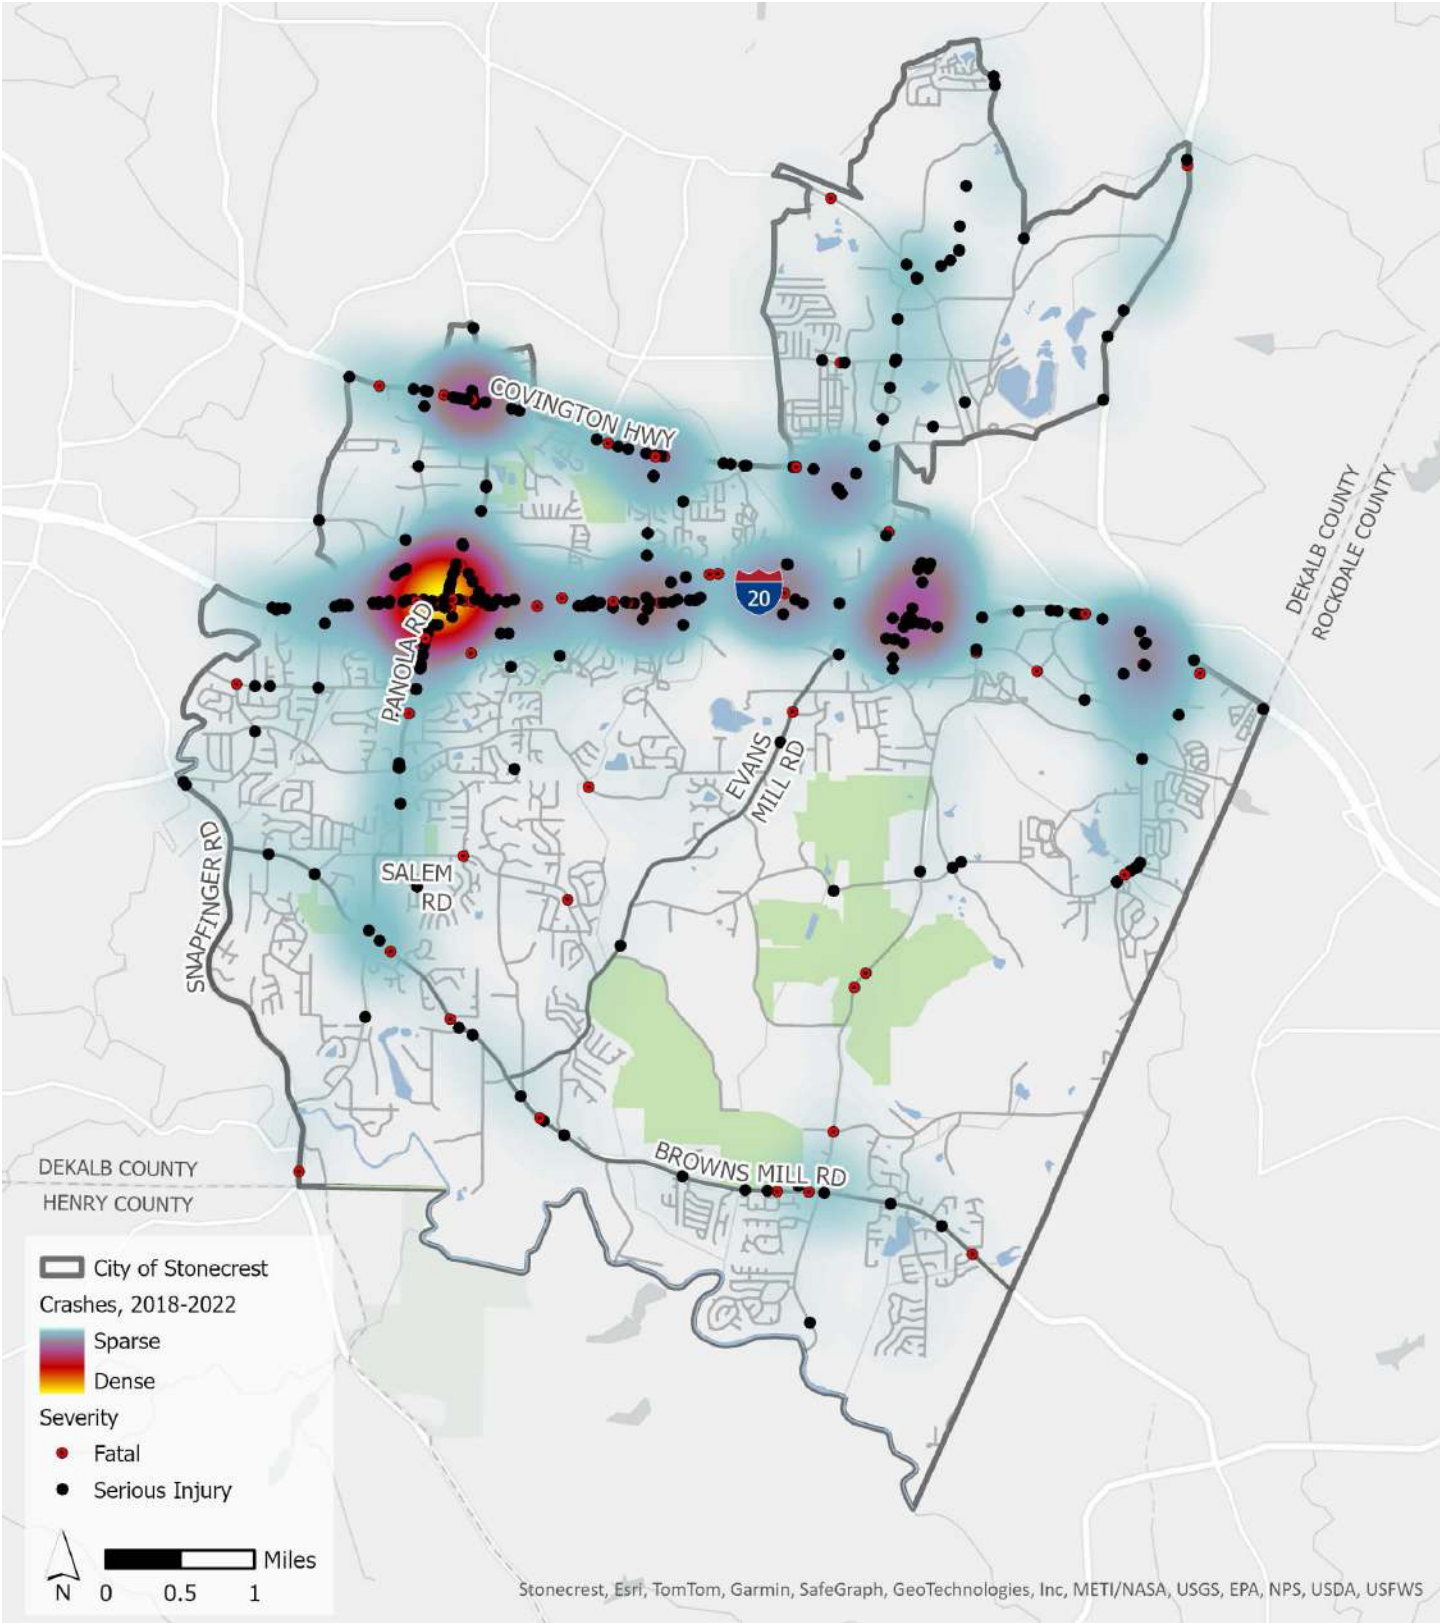 COVINGTON HWY
DEKALB COUNTY
ROCKDALE COUNTY
20
PANOLA RD
EVANS
MILL RD
SNAPFINGER RD
SALEM
RD
BROWNS MILL RD
DEKALB COUNTY
HENRY COUNTY
City of Stonecrest
Crashes, 2018-2022
Sparse
Dense
Severity
Fatal
Serious Injury
N
0 0.5 1 Miles
Stonecrest, Esri, TomTom, Garmin, SafeGraph, GeoTechnologies, Inc, METI/NASA, USGS, EPA, NPS, USDA, USFWS